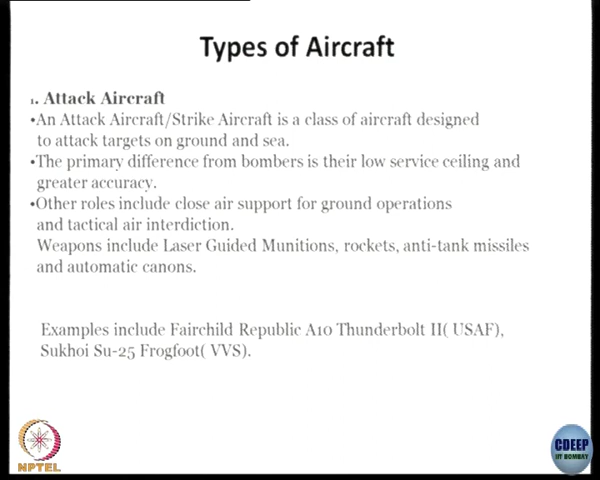 Types of Aircraft
1. Attack Aircraft
•An Attack Aircraft/Strike Aircraft is a class of aircraft designed
to attack targets on ground and sea.
•The primary difference from bombers is their low service ceiling and
greater accuracy.
•Other roles include close air support for ground operations
and tactical air interdiction.
Weapons include Laser Guided Munitions, rockets, anti-tank missiles
and automatic canons.
Examples include Fairchild Republic A10 Thunderbolt II( USAF),
Sukhoi Su-25 Frogfoot( VVS).
NPTEL
CDEEP
IIT BOMBAY